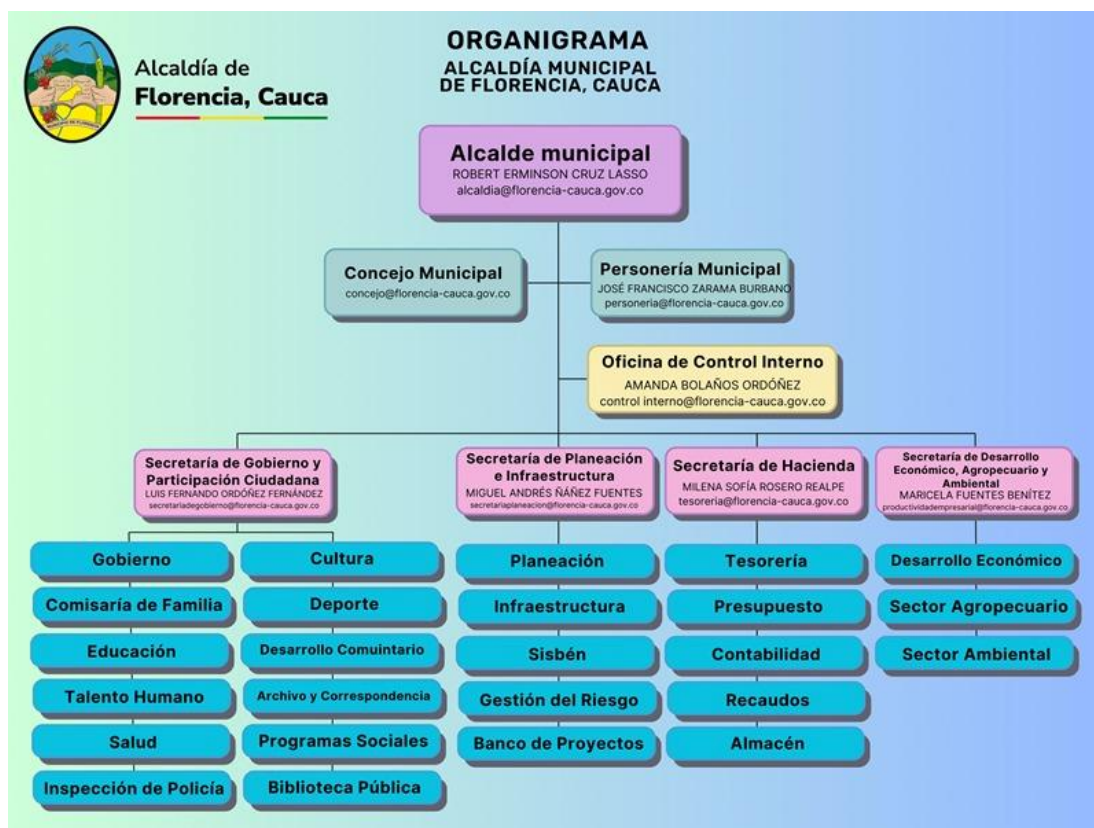 Alcaldía de
Florencia, Cauca
ORGANIGRAMA
ALCALDÍA MUNICIPAL
DE FLORENCIA, CAUCA
Alcalde municipal
ROBERT ERMINSON CRUZ LASSO
alcaldia@florencia-cauca.gov.co
Concejo Municipal
concejo@florencia-cauca.gov.co
Personería Municipal
JOSÉ FRANCISCO ZARAMA BURBANO
personeria@florencia-cauca.gov.co
Oficina de Control Interno
AMANDA BOLAÑOS ORDÓÑEZ
control interno@florencia-cauca.gov.co
Secretaría de Gobierno y
Participación Ciudadana
LUIS FERNANDO ORDÓÑEZ FERNÁNDEZ
secretariadegobierno@florencia-cauca.gov.co
Gobierno
Comisaría de Familia
Educación
Talento Humano
Salud
Inspección de Policía
Cultura
Deporte
Desarrollo Comuintario
Archivo y Correspondencia
Programas Sociales
Biblioteca Pública
Secretaría de Planeación
e Infraestructura
MIGUEL ANDRÉS ÑÁÑEZ FUENTES
secretariaplaneacion@florencia-cauca.gov.co
Planeación
Infraestructura
Sisbén
Gestión del Riesgo
Banco de Proyectos
Secretaría de Hacienda
MILENA SOFÍA ROSERO REALPE
tesoreria@florencia-cauca.gov.co
Tesorería
Presupuesto
Contabilidad
Recaudos
Almacén
Secretaría de Desarrollo
Económico, Agropecuario y
Ambiental
MARICELA FUENTES BENÍTEZ
productividadempresarial@florencia-cauca.gov.co
Desarrollo Económico
Sector Agropecuario
Sector Ambiental